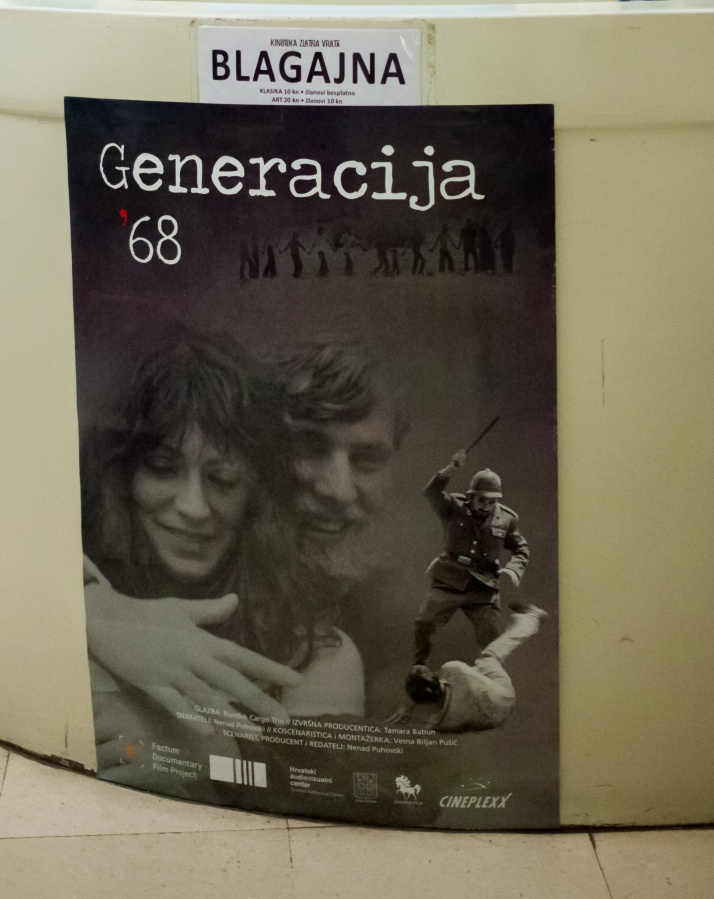 KINOTEKA ZLATNA VRATA
BLAGAJNA
KLASIKA 10 kn • članovi besplatno
ART 20 kn • članovi 10 kn
Generacija
'68
GLAZBA: Rundek Cargo Trio // IZVRŠNA PRODUCENTICA: Tamara Babun
SNIMATELJ: Nenad Puhovski // KOSCENARISTICA i MONTAŽERKA: Vesna Biljan Pušić
SCENARIST, PRODUCENT i REDATELJ: Nenad Puhovski
Factum
Documentary
Film Project
Hrvatski
audiovizualni
centar
CINEPLEXX